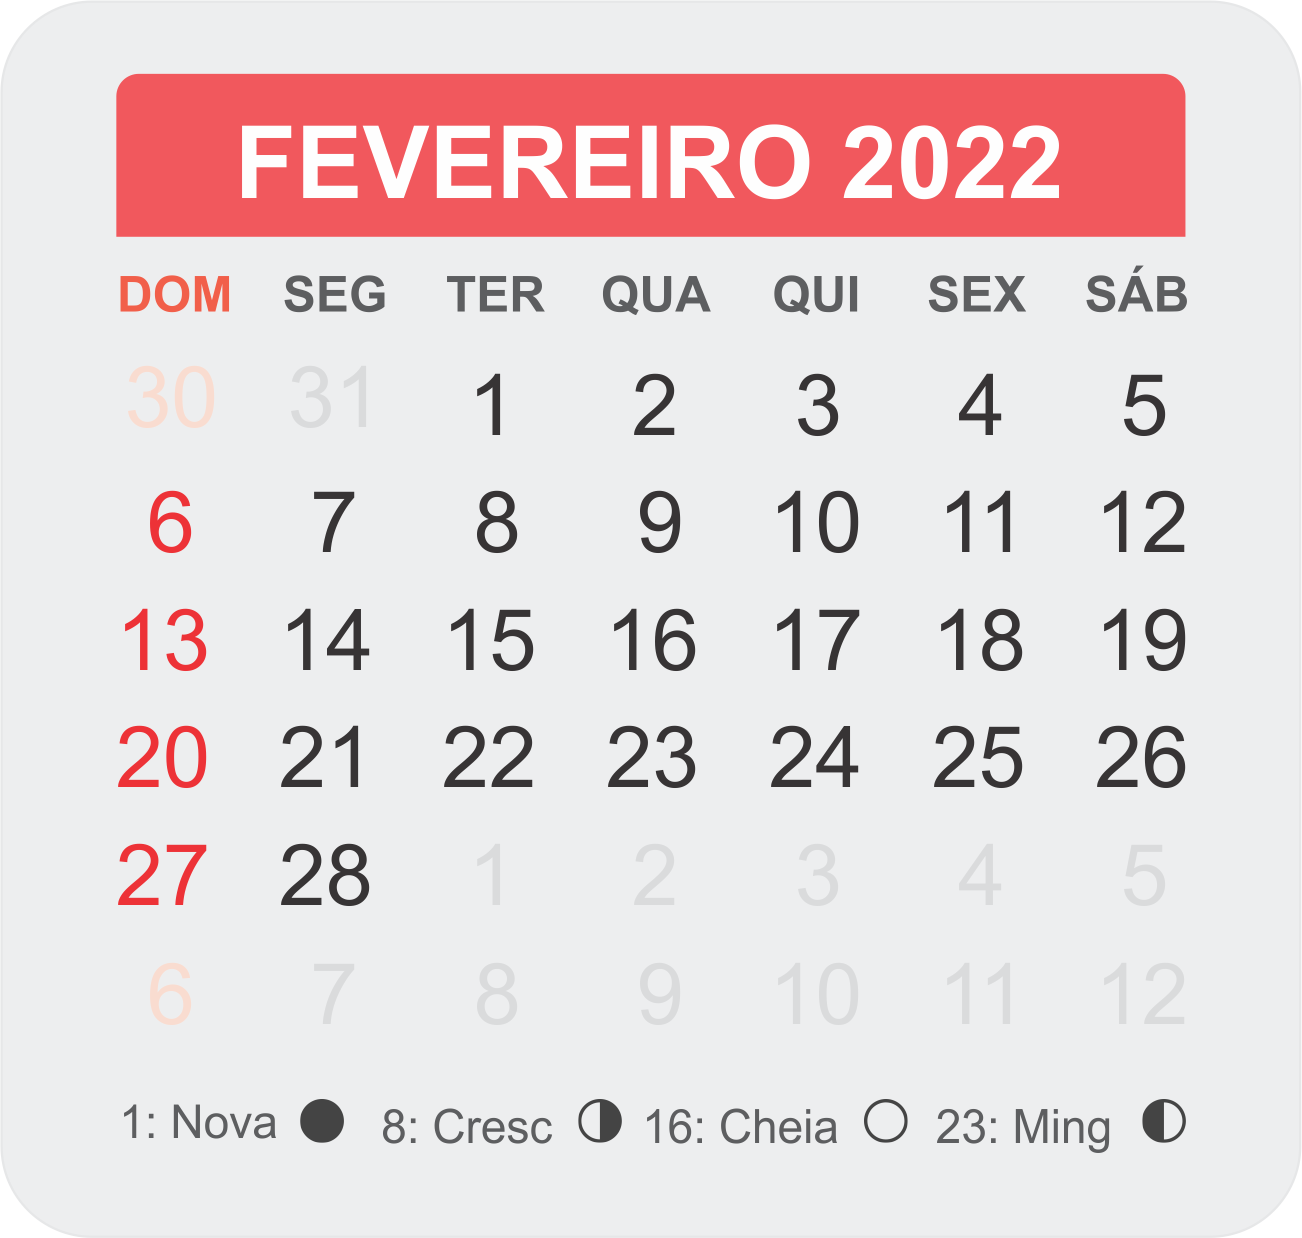 FEVEREIRO 2022
DOM SEG TER QUA QUI SEX SÁB
30 31 1 2 3 4 5
6 7 8 9 10 11 12
13 14 15 16 17 18 19
20 21 22 23 24 25 26
27 28 1 2 3 4 5
6 7 8 9 10 11 12
1: Nova 8: Cresc 16: Cheia 23: Ming